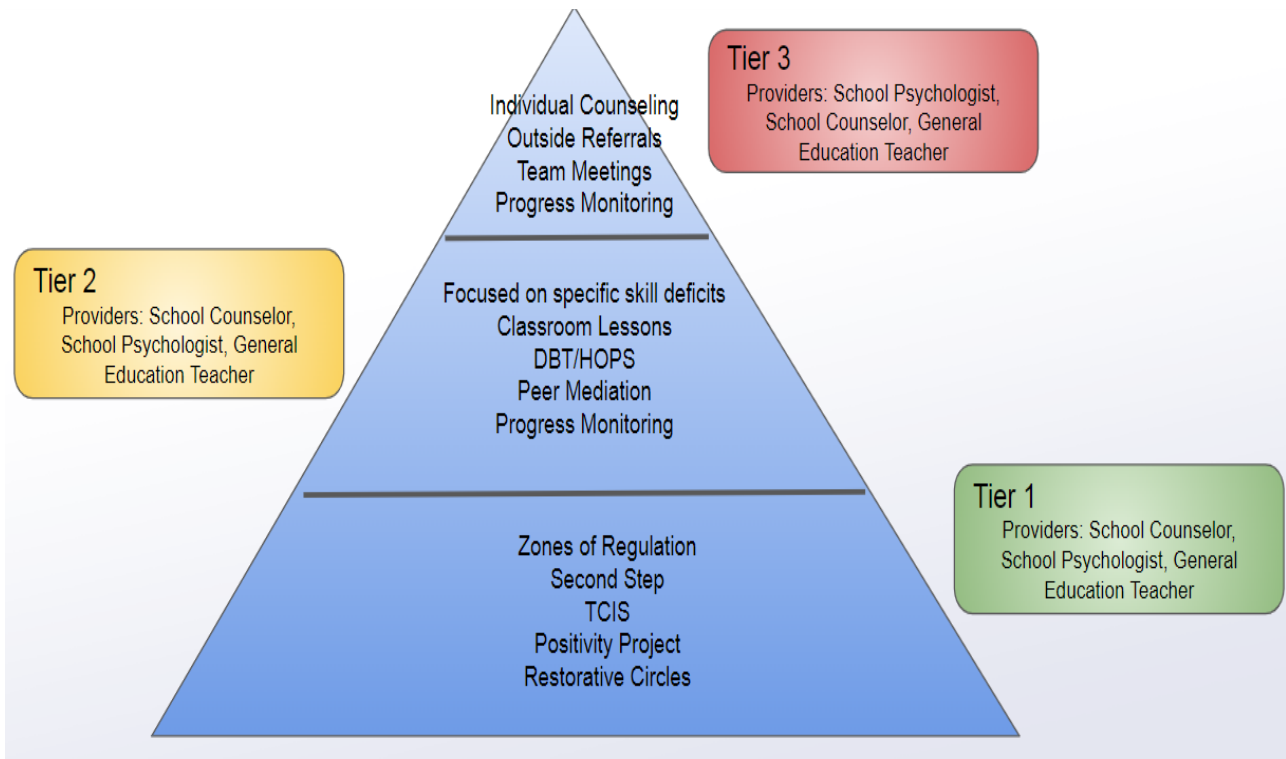 Tier 3
Providers: School Psychologist,
School Counselor, General
Education Teacher
Individual Counseling
Outside Referrals
Team Meetings
Progress Monitoring
Tier 2
Providers: School Counselor,
School Psychologist, General
Education Teacher
Focused on specific skill deficits
Classroom Lessons
DBT/HOPS
Peer Mediation
Progress Monitoring
Tier 1
Providers: School Counselor,
School Psychologist, General
Education Teacher
Zones of Regulation
Second Step
TCIS
Positivity Project
Restorative Circles